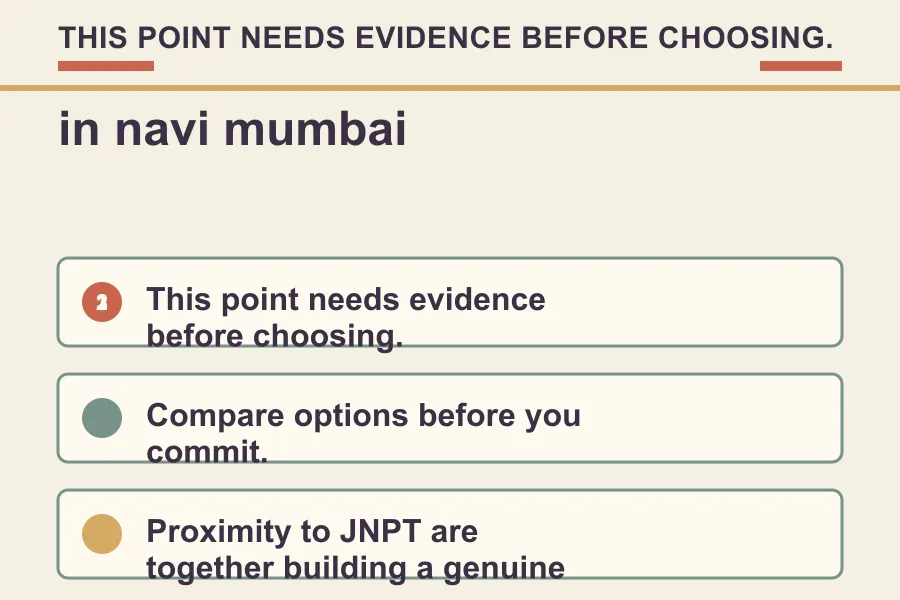 THIS POINT NEEDS EVIDENCE BEFORE CHOOSING.
in navi mumbai
This point needs evidence
before choosing.
Compare options before you
commit.
Proximity to JNPT are
together building a genuine